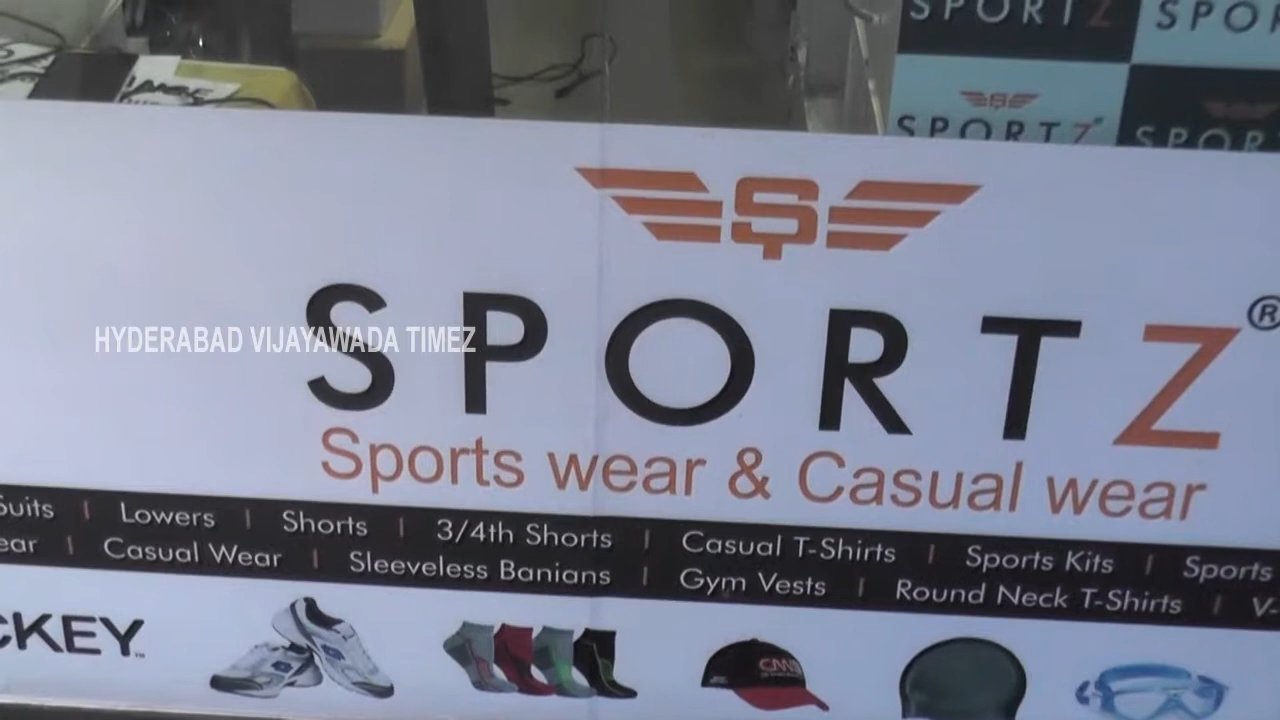 SPORTZ SPOR
SPORTZ SPOR
S
SPORTZ®
HYDERABAD VIJAYAWADA TIMEZ
Sports wear & Casual wear
Suits | Lowers | Shorts | 3/4th Shorts | Casual T-Shirts | Sports Kits | Sports
ear | Casual Wear | Sleeveless Banians | Gym Vests | Round Neck T-Shirts | V-
CKEY™